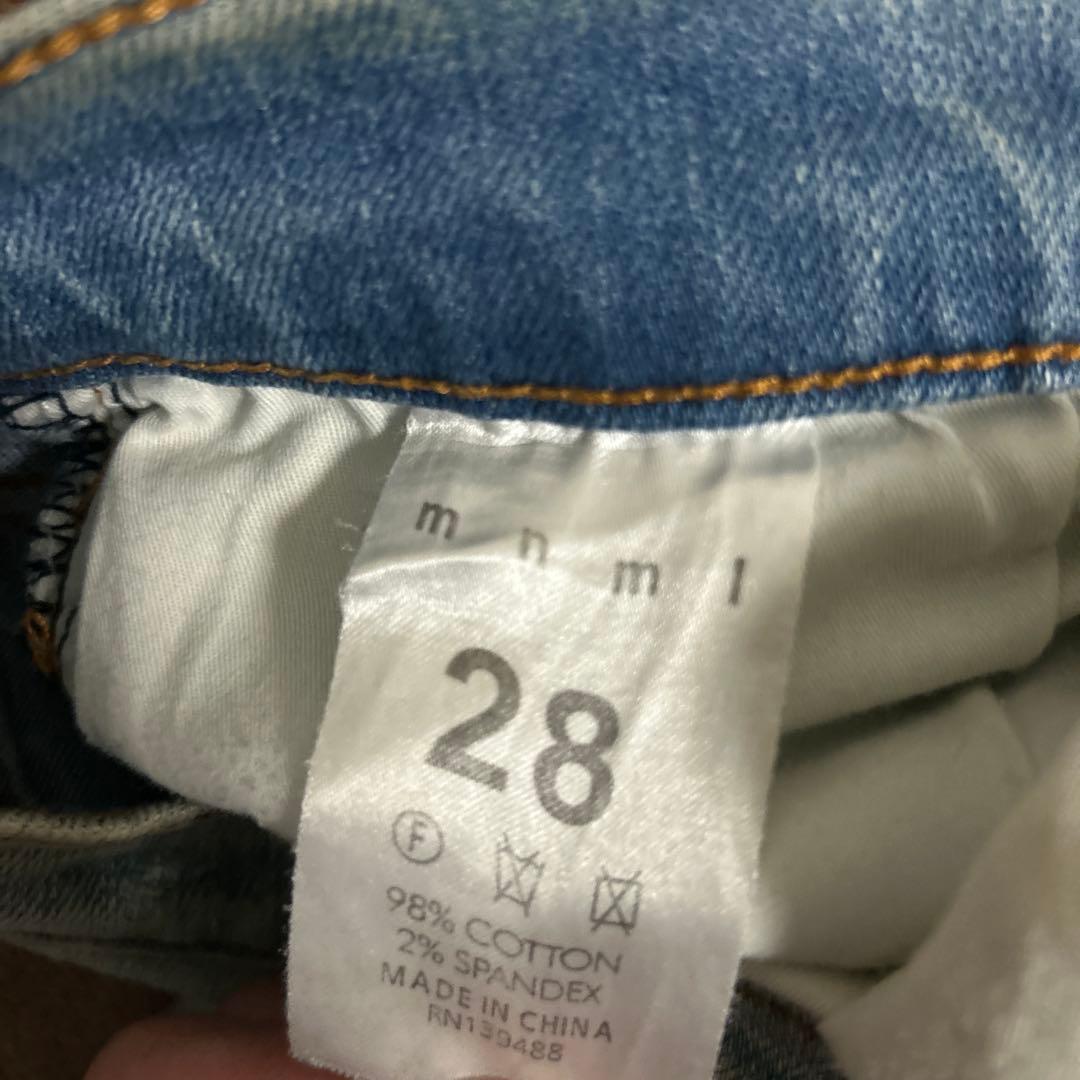 m n m l
28
F
98% COTTON
2% SPANDEX
MADE IN CHINA
RN139488